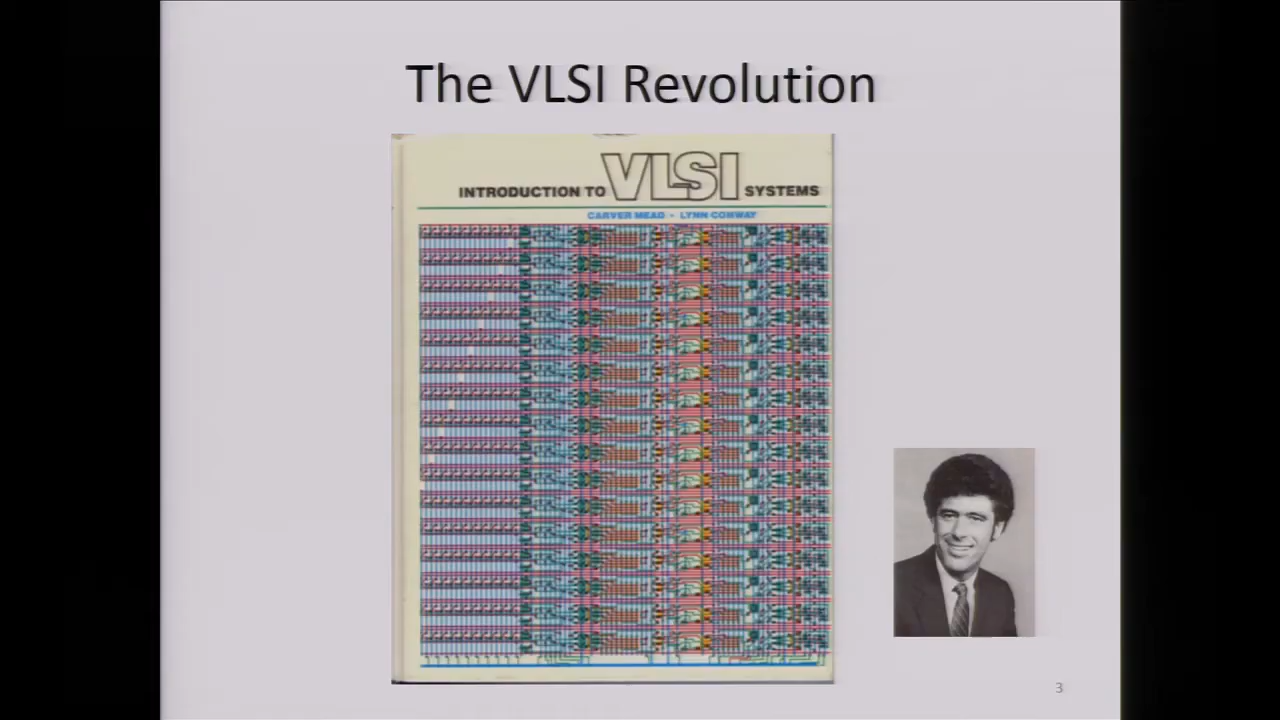 The VLSI Revolution
INTRODUCTION TO VLSI SYSTEMS
CARVER MEAD - LYNN CONWAY
3